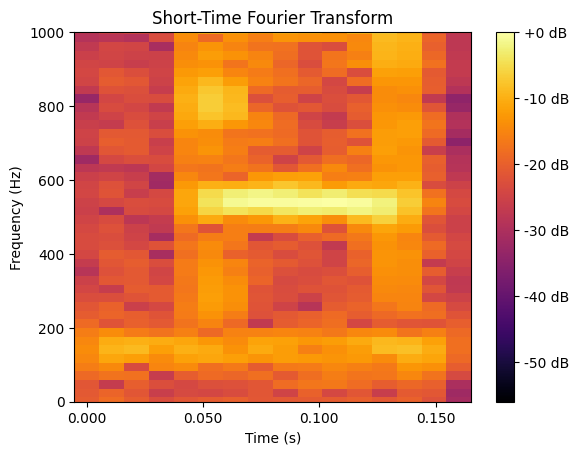 Short-Time Fourier Transform
1000
800
600
400
200
0
Frequency (Hz)
0.000
0.050
0.100
0.150
Time (s)
+0 dB
-10 dB
-20 dB
-30 dB
-40 dB
-50 dB